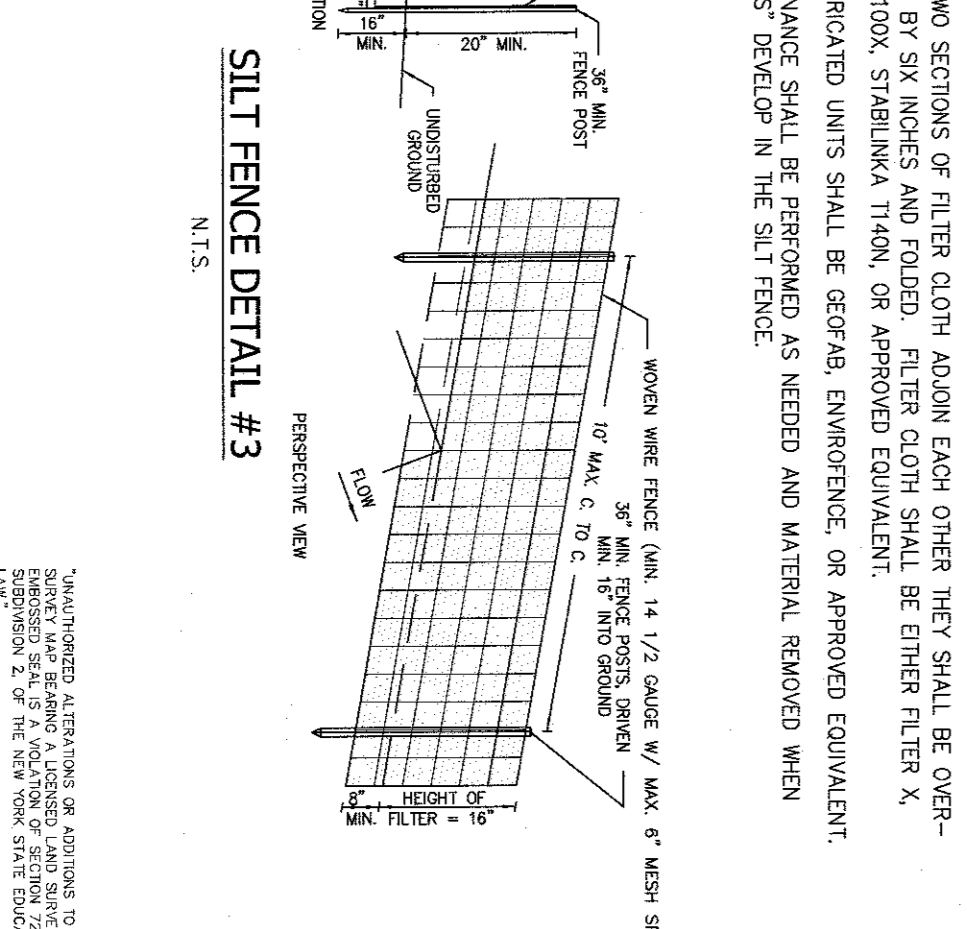 WO SECTIONS OF FILTER CLOTH ADJOIN EACH OTHER THEY SHALL BE OVER-
BY SIX INCHES AND FOLDED. FILTER CLOTH SHALL BE EITHER FILTER X,
100X, STABILINKA T140N, OR APPROVED EQUIVALENT.
RICATED UNITS SHALL BE GEOFAB, ENVIROFENCE, OR APPROVED EQUIVALENT.
NANCE SHALL BE PERFORMED AS NEEDED AND MATERIAL REMOVED WHEN
S" DEVELOP IN THE SILT FENCE.
WOVEN WIRE FENCE (MIN. 14 1/2 GAUGE W/ MAX. 6" MESH SP
36" MIN. FENCE POSTS, DRIVEN
MIN. 16" INTO GROUND
10' MAX. C. TO C.
36" MIN.
FENCE POST
20" MIN.
16"
MIN.
TION
UNDISTURBED
GROUND
HEIGHT OF
FILTER = 16"
8"
MIN.
FLOW
PERSPECTIVE VIEW
SILT FENCE DETAIL #3
N.T.S.
"UNAUTHORIZED ALTERATIONS OR ADDITIONS TO
SURVEY MAP BEARING A LICENSED LAND SURVE
EMBOSSED SEAL IS A VIOLATION OF SECTION 72
SUBDIVISION 2, OF THE NEW YORK STATE EDUCA
LAW."